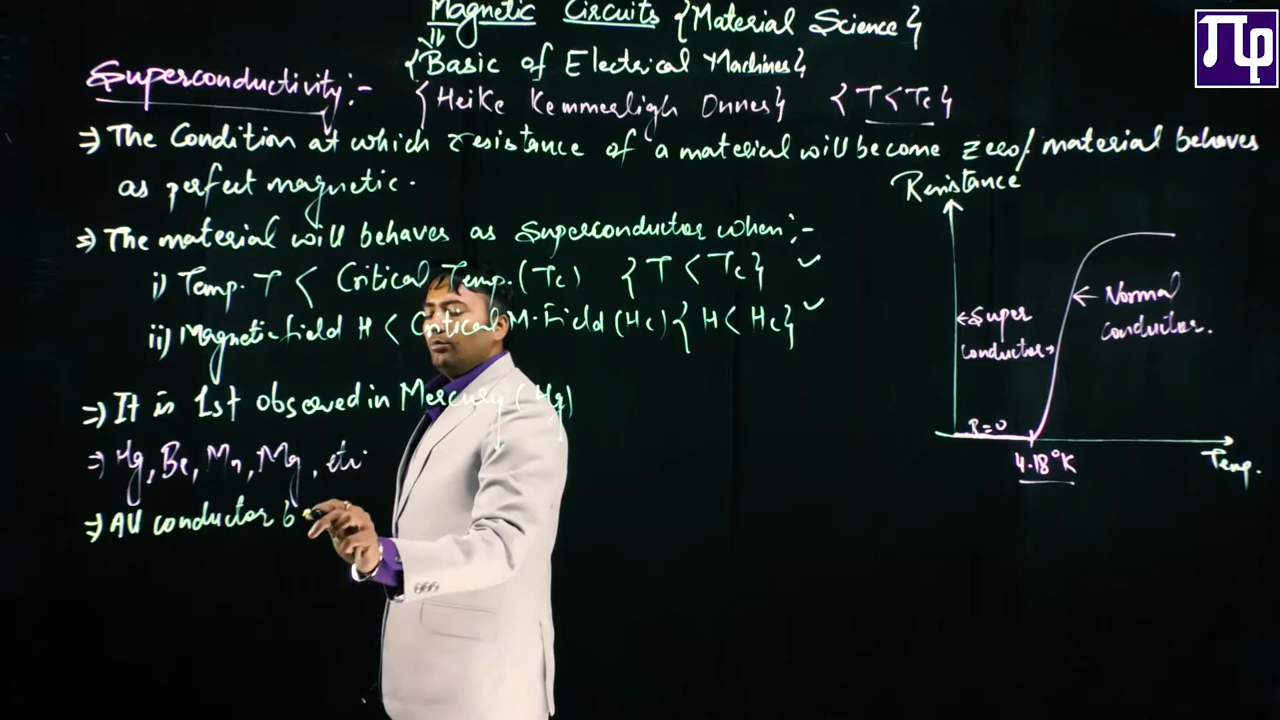 Magnetic Circuits {Material Science}
{Basic of Electrical Machines}
Πφ
Superconductivity:-
{Heike Kemmerligh Onnes} {T < Tc}
⇒ The Condition at which resistance of a material will become zero/ material behaves
as perfect magnetic.
⇒ The material will behaves as Superconductor when:-
i) Temp. T < Critical Temp. (Tc) {T < Tc} ✓
ii) Magnetic field H < Critical M. Field (Hc) {H < Hc} ✓
⇒ It is 1st observed in Mercury (Hg)
⇒ Hg, Be, Mn, Mg, etc.
⇒ All conductor b
Resistance
← Super
conductor →
← Normal
conductor.
R=0
4.18°K
Temp.